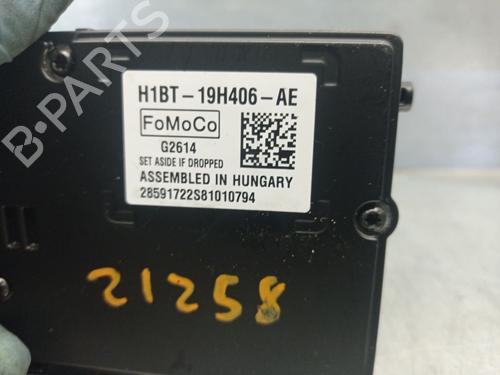 H1BT-19H406-AE
FoMoCo
G2614
SET ASIDE IF DROPPED
ASSEMBLED IN HUNGARY
28591722S81010794
B-PARTS
21258